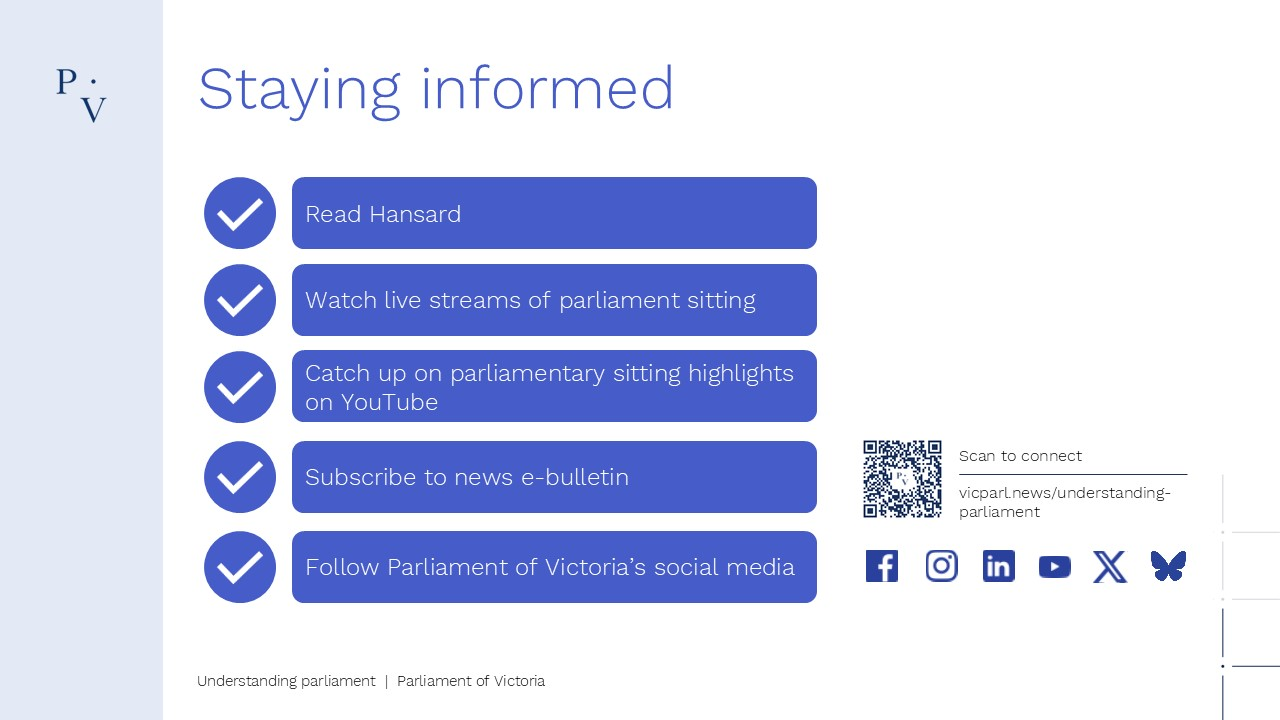 P .
V
Staying informed
Read Hansard
Watch live streams of parliament sitting
Catch up on parliamentary sitting highlights
on YouTube
Subscribe to news e-bulletin
Follow Parliament of Victoria’s social media
Scan to connect
vicparl.news/understanding-
parliament
Understanding parliament | Parliament of Victoria